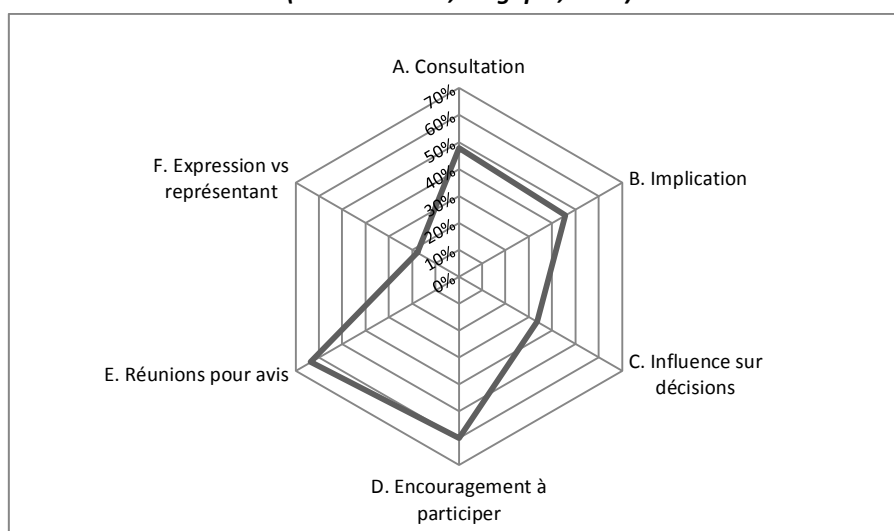 A. Consultation
70%
60%
50%
40%
30%
20%
10%
0%
B. Implication
C. Influence sur
décisions
D. Encouragement à
participer
E. Réunions pour avis
F. Expression vs
représentant